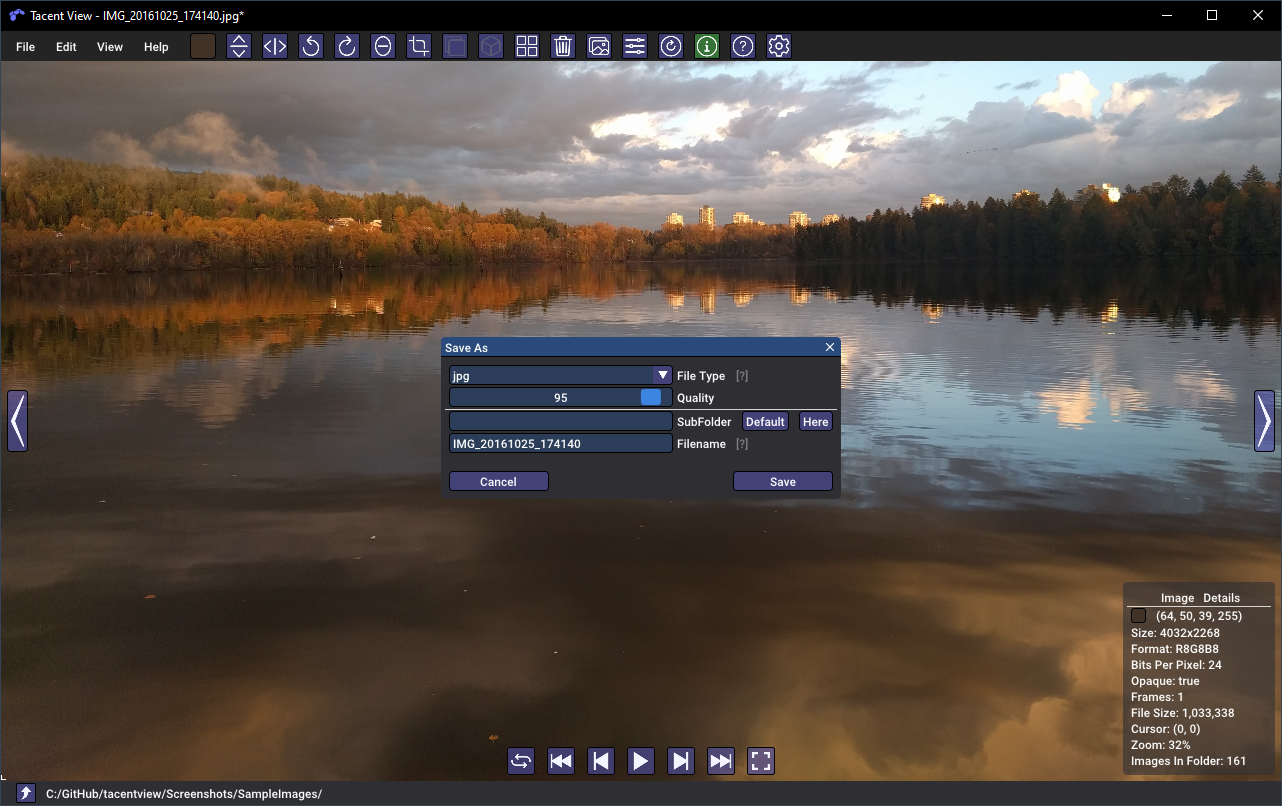 Tacent View - IMG_20161025_174140.jpg*
File Edit View Help
Save As
jpg File Type [?]
95 Quality
SubFolder Default Here
IMG_20161025_174140 Filename [?]
Cancel Save
Image Details
(64, 50, 39, 255)
Size: 4032x2268
Format: R8G8B8
Bits Per Pixel: 24
Opaque: true
Frames: 1
File Size: 1,033,338
Cursor: (0, 0)
Zoom: 32%
Images In Folder: 161
C:/GitHub/tacentview/Screenshots/SampleImages/